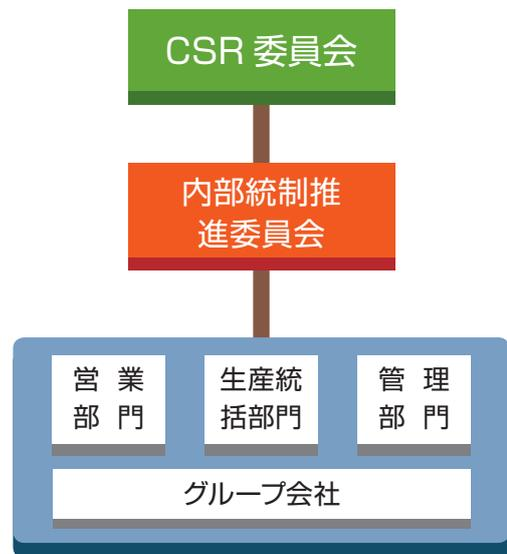 CSR 委員会
内部統制推
進委員会
営 業
部 門
生産統
括部門
管 理
部 門
グループ会社